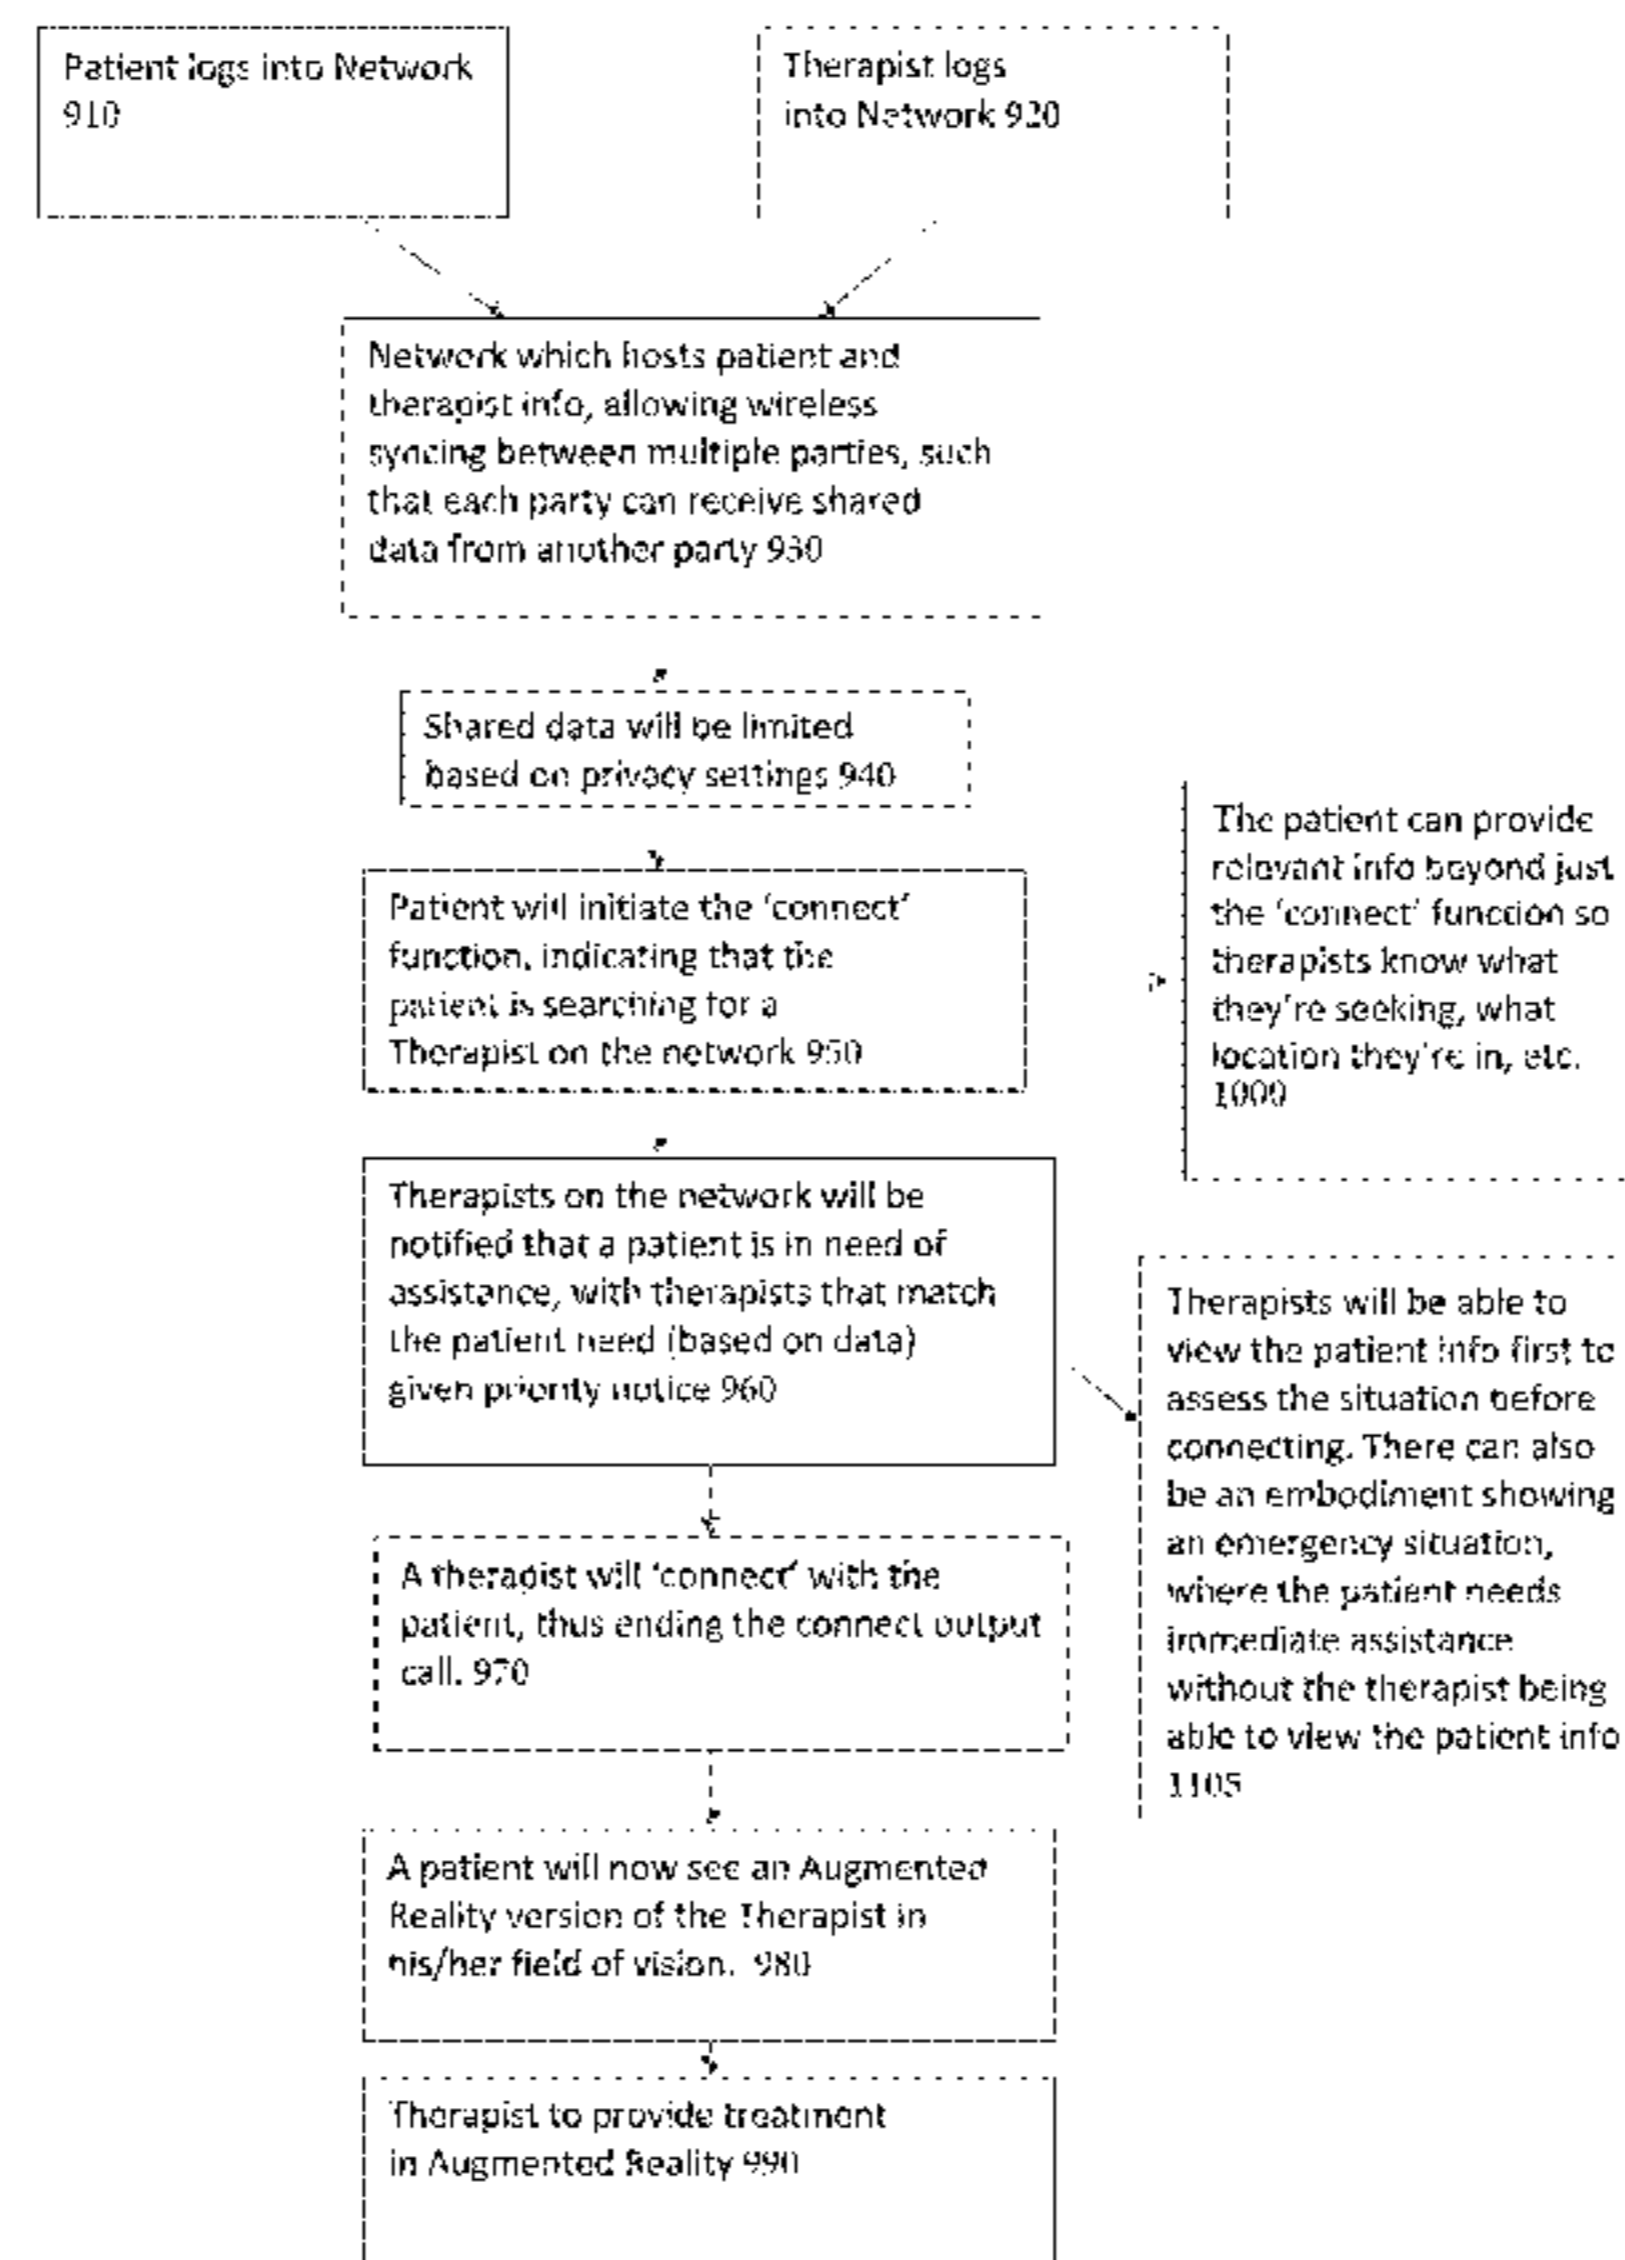 Patient logs into Network
910
Therapist logs
into Network 920
Network which hosts patient and
therapist info, allowing wireless
syncing between multiple parties, such
that each party can receive shared
data from another party 930
Shared data will be limited
based on privacy settings 940
Patient will initiate the ‘connect’
function, indicating that the
patient is searching for a
Therapist on the network 950
The patient can provide
relevant info beyond just
the ‘connect’ function so
therapists know what
they’re seeking, what
location they’re in, etc.
1000
Therapists on the network will be
notified that a patient is in need of
assistance, with therapists that match
the patient need (based on data)
given priority notice 960
Therapists will be able to
view the patient info first to
assess the situation before
connecting. There can also
be an embodiment showing
an emergency situation,
where the patient needs
immediate assistance
without the therapist being
able to view the patient info
1105
A therapist will ‘connect’ with the
patient, thus ending the connect output
call. 970
A patient will now see an Augmented
Reality version of the Therapist in
his/her field of vision. 980
Therapist to provide treatment
in Augmented Reality 990